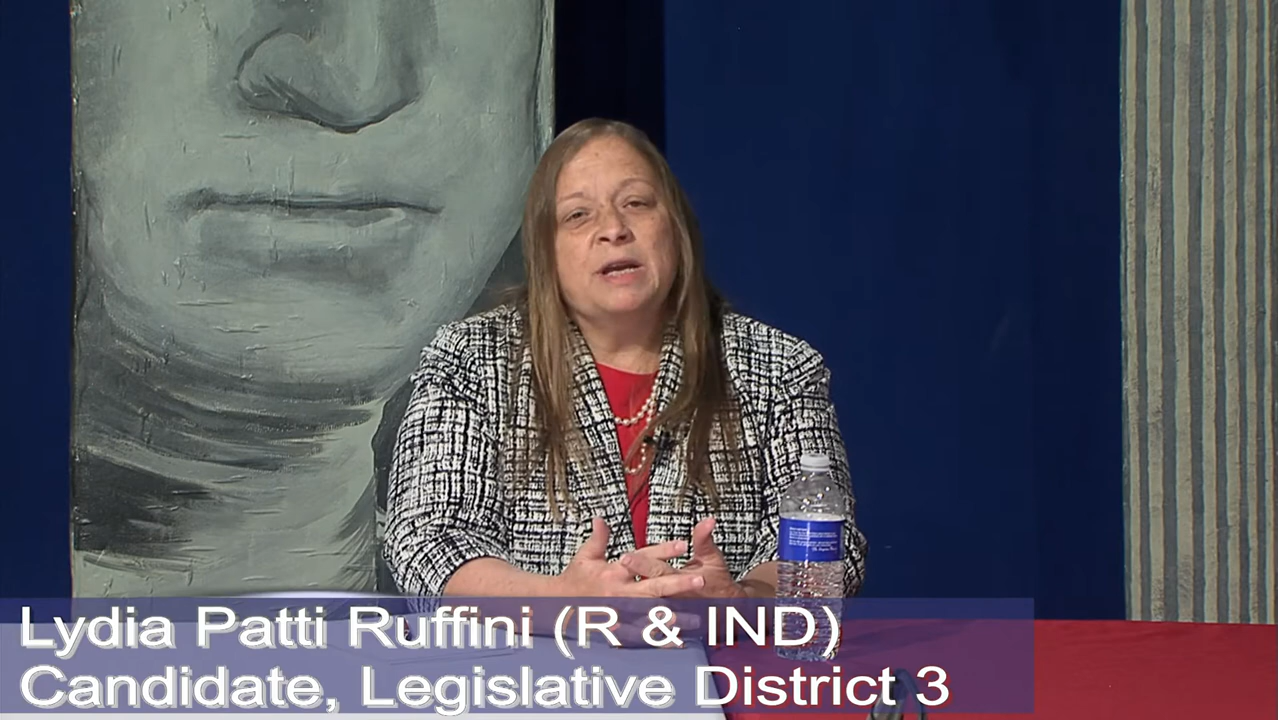 Lydia Patti Ruffini (R & IND)
Candidate, Legislative District 3